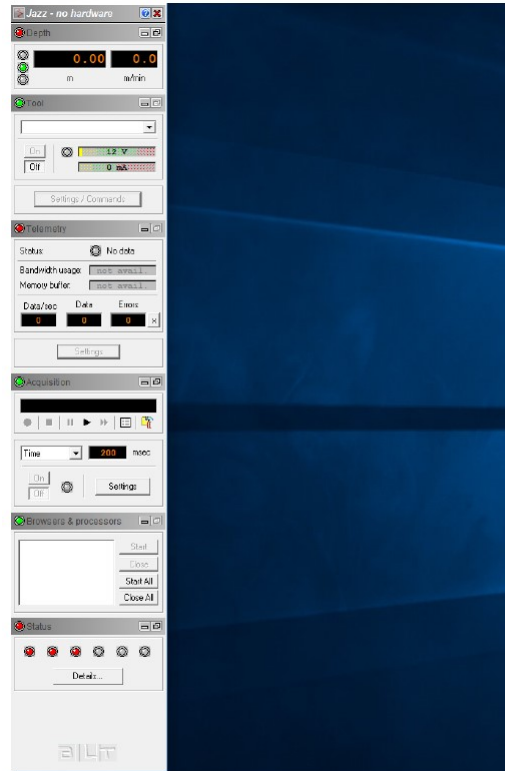 Jazz - no hardware
Depth
0.00 0.0
m m/min
Tool
On
12 V
Off
0 mA
Settings / Commands
Telemetry
Status: No data
Bandwidth usage: not avail.
Memory buffer: not avail.
Data/sec Data Errors
0 0 0
Settings
Acquisition
Time 200 msec
On
Off
Settings
Browsers & processors
Start
Close
Start All
Close All
Status
Details...
aLt